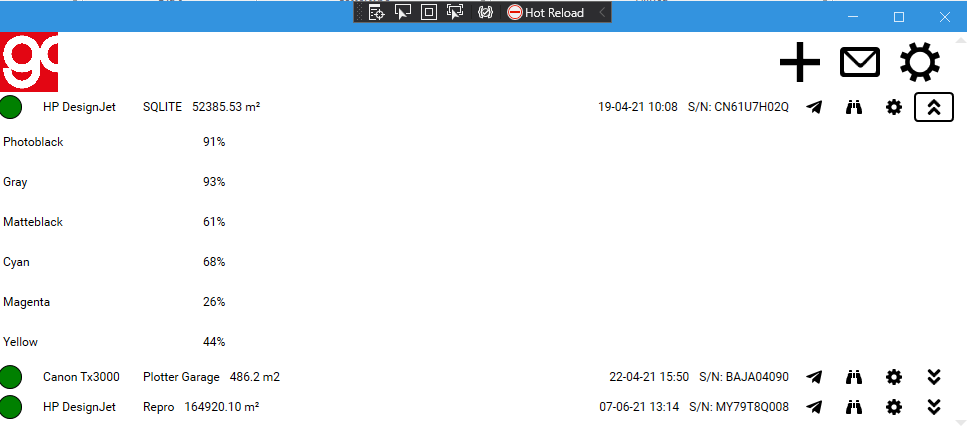 Hot Reload
go
HP DesignJet SQLITE 52385.53 m² 19-04-21 10:08 S/N: CN61U7H02Q
Photoblack 91%
Gray 93%
Matteblack 61%
Cyan 68%
Magenta 26%
Yellow 44%
Canon Tx3000 Plotter Garage 486.2 m2 22-04-21 15:50 S/N: BAJA04090
HP DesignJet Repro 164920.10 m² 07-06-21 13:14 S/N: MY79T8Q008